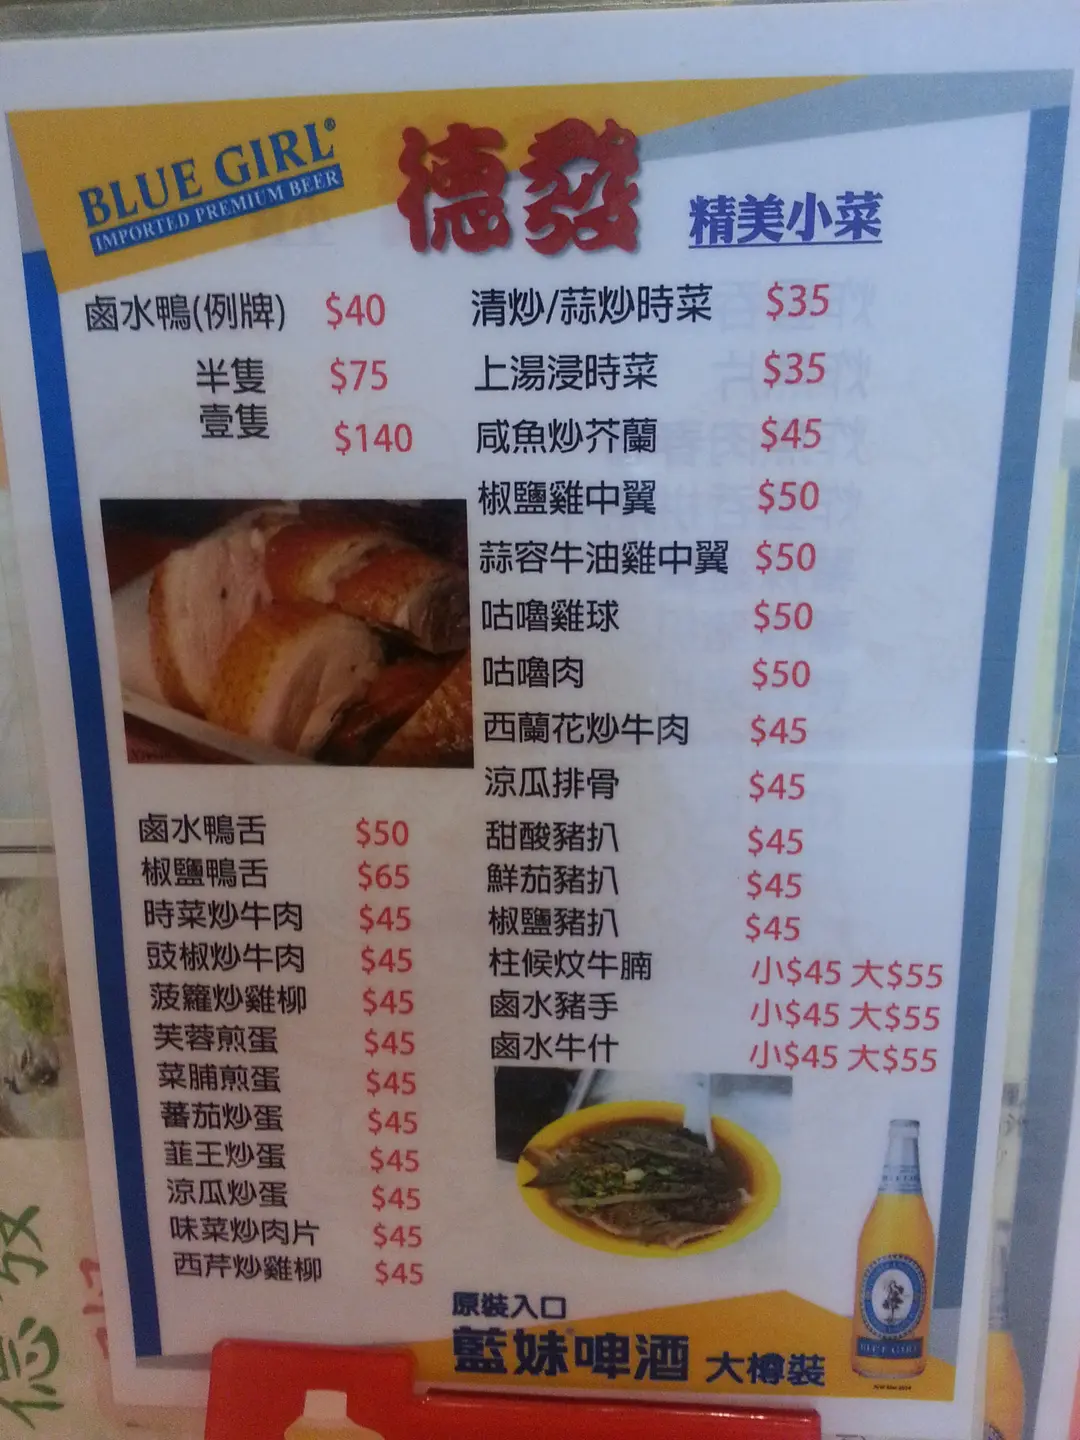 BLUE GIRL®
IMPORTED PREMIUM BEER
德發
精美小菜
鹵水鴨(例牌) $40
半隻 $75
壹隻 $140
鹵水鴨舌 $50
椒鹽鴨舌 $65
時菜炒牛肉 $45
豉椒炒牛肉 $45
菠籮炒雞柳 $45
芙蓉煎蛋 $45
菜脯煎蛋 $45
蕃茄炒蛋 $45
韮王炒蛋 $45
涼瓜炒蛋 $45
味菜炒肉片 $45
西芹炒雞柳 $45
清炒/蒜炒時菜 $35
上湯浸時菜 $35
咸魚炒芥蘭 $45
椒鹽雞中翼 $50
蒜容牛油雞中翼 $50
咕嚕雞球 $50
咕嚕肉 $50
西蘭花炒牛肉 $45
涼瓜排骨 $45
甜酸豬扒 $45
鮮茄豬扒 $45
椒鹽豬扒 $45
柱候炆牛腩 小$45 大$55
鹵水豬手 小$45 大$55
鹵水牛什 小$45 大$55
原裝入口
藍妹®啤酒 大樽裝
BLUE GIRL
德發